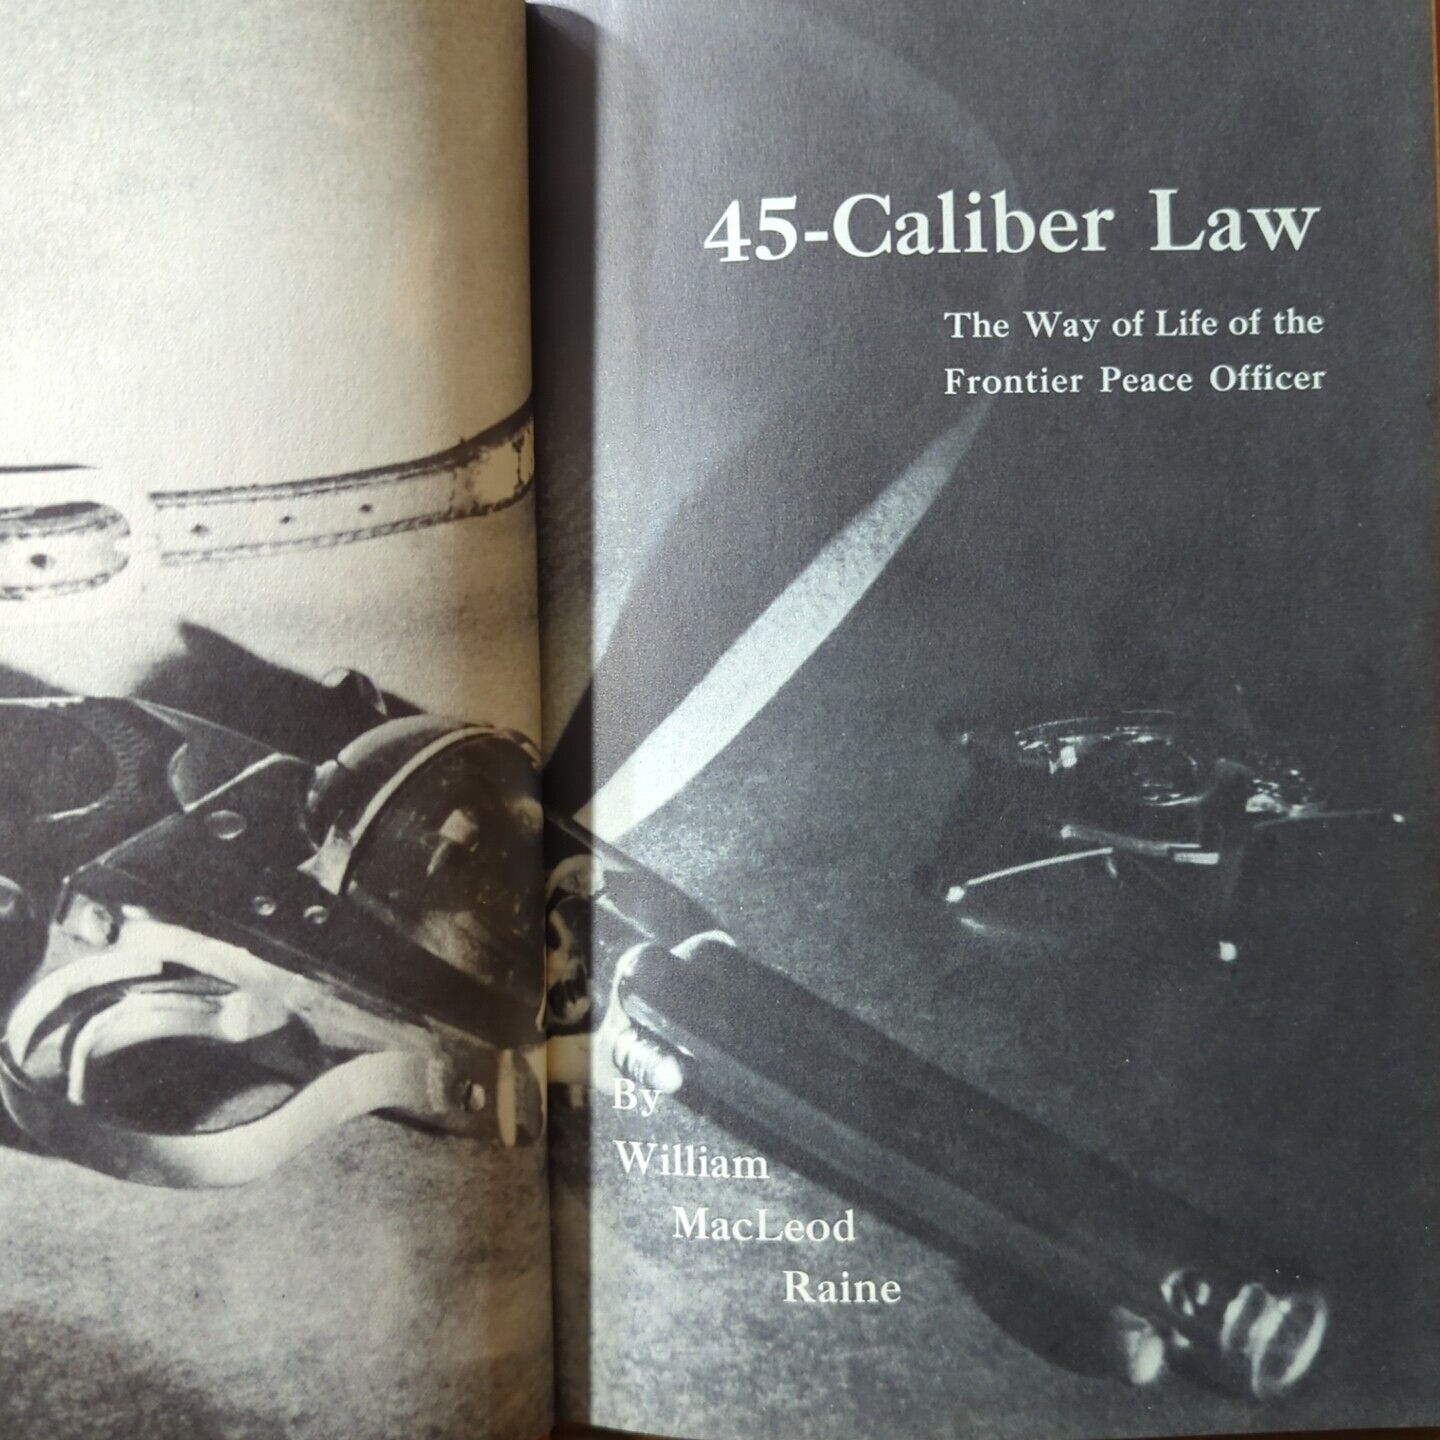 45-Caliber Law
The Way of Life of the
Frontier Peace Officer
By
William
MacLeod
Raine